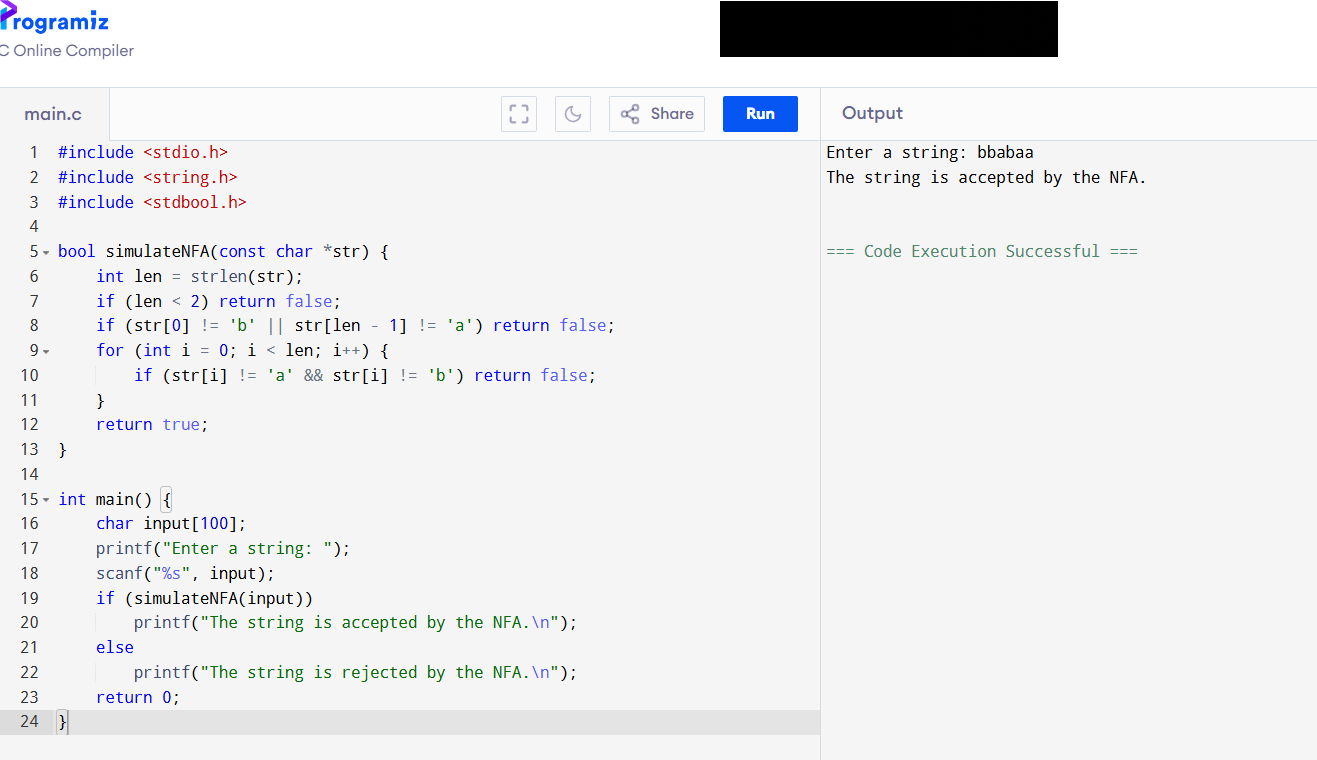 Programiz
C Online Compiler
main.c
Share
Run
Output
1 #include <stdio.h>
2 #include <string.h>
3 #include <stdbool.h>
4
5 bool simulateNFA(const char *str) {
6     int len = strlen(str);
7     if (len < 2) return false;
8     if (str[0] != 'b' || str[len - 1] != 'a') return false;
9     for (int i = 0; i < len; i++) {
10         if (str[i] != 'a' && str[i] != 'b') return false;
11     }
12     return true;
13 }
14
15 int main() {
16     char input[100];
17     printf("Enter a string: ");
18     scanf("%s", input);
19     if (simulateNFA(input))
20         printf("The string is accepted by the NFA.\n");
21     else
22         printf("The string is rejected by the NFA.\n");
23     return 0;
24 }
Enter a string: bbabaa
The string is accepted by the NFA.
=== Code Execution Successful ===